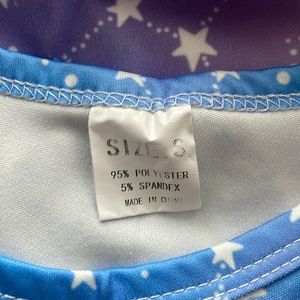 SIZE:S
95% POLYESTER
5% SPANDEX
MADE IN CHINA